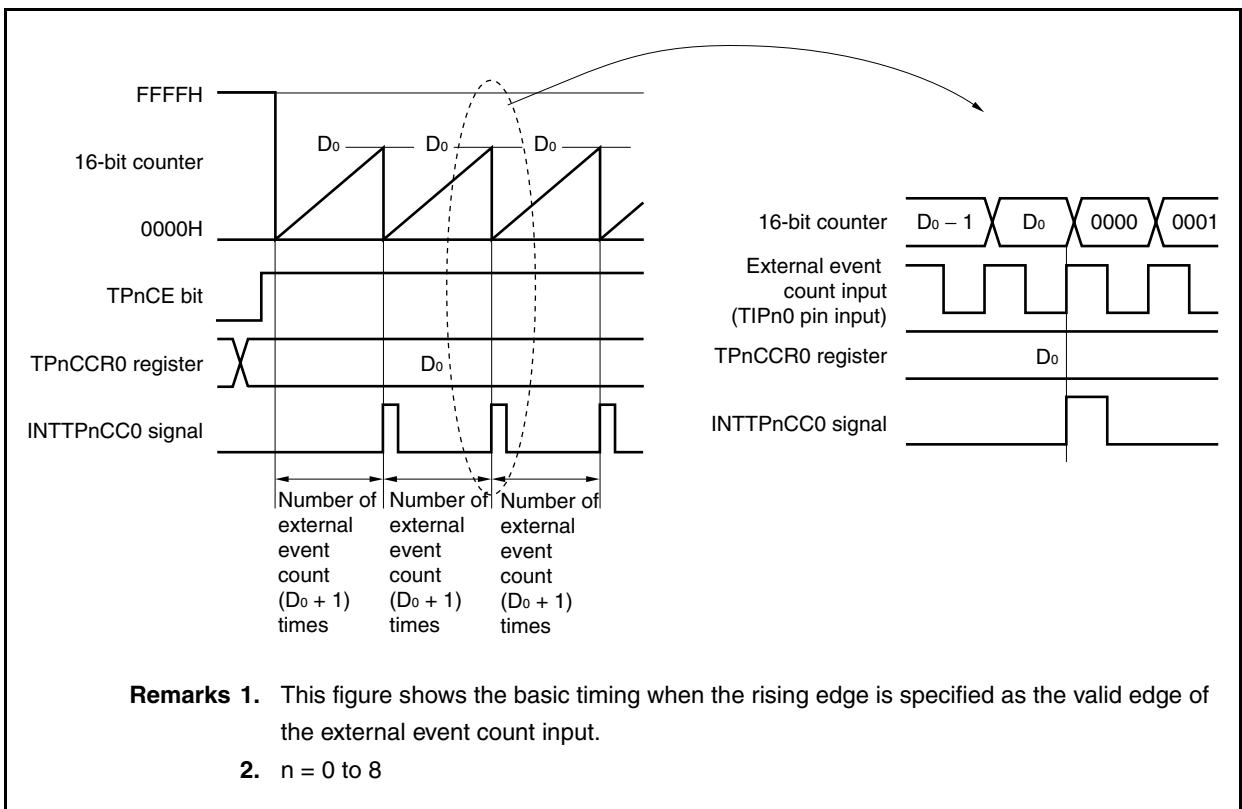 FFFFH
16-bit counter
0000H
D0
D0
D0
TPnCE bit
TPnCCR0 register
D0
INTTPnCC0 signal
Number of
external
event
count
(D0 + 1)
times
Number of
external
event
count
(D0 + 1)
times
Number of
external
event
count
(D0 + 1)
times
16-bit counter
D0 − 1
D0
0000
0001
External event
count input
(TIPn0 pin input)
TPnCCR0 register
D0
INTTPnCC0 signal
Remarks 1. This figure shows the basic timing when the rising edge is specified as the valid edge of
the external event count input.
2. n = 0 to 8